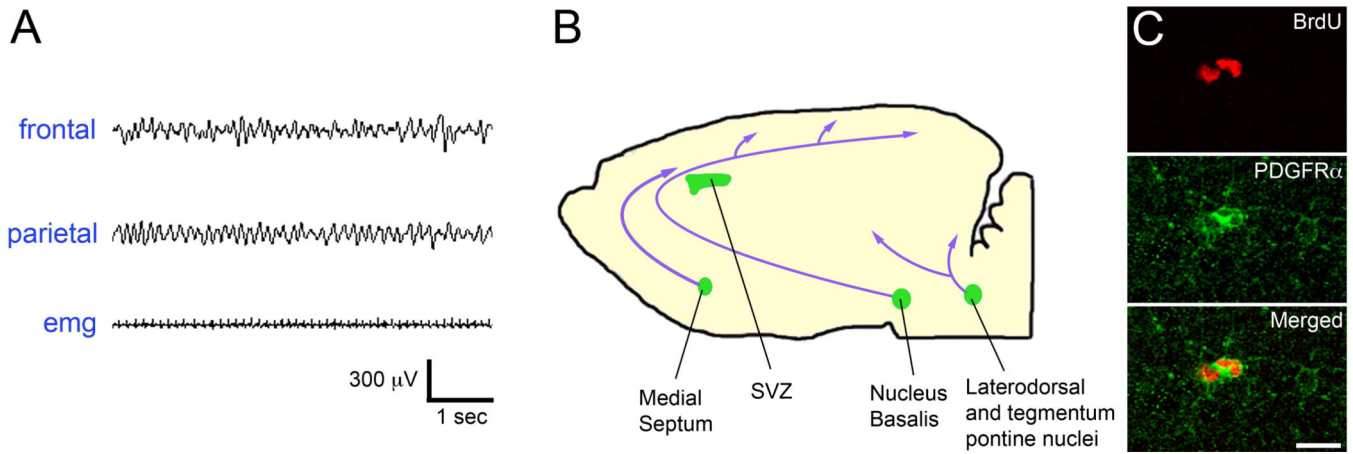 A
frontal
parietal
emg
300 μV
1 sec
B
Medial
Septum
SVZ
Nucleus
Basalis
Laterodorsal
and tegmentum
pontine nuclei
C
BrdU
PDGFRα
Merged